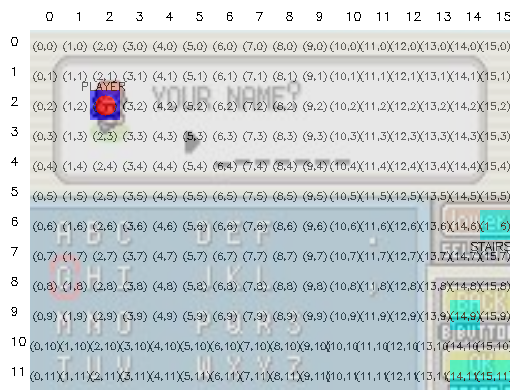 0 1 2 3 4 5 6 7 8 9 10 11 12 13 14 15
0 (0,0) (1,0) (2,0) (3,0) (4,0) (5,0) (6,0) (7,0) (8,0) (9,0) (10,0) (11,0) (12,0) (13,0) (14,0) (15,0)
1 (0,1) (1,1) (2,1) (3,1) (4,1) (5,1) (6,1) (7,1) (8,1) (9,1) (10,1) (11,1) (12,1) (13,1) (14,1) (15,1)
PLAYER
YOUR NAME?
2 (0,2) (1,2) (3,2) (4,2) (5,2) (6,2) (7,2) (8,2) (9,2) (10,2) (11,2) (12,2) (13,2) (14,2) (15,2)
3 (0,3) (1,3) (2,3) (3,3) (4,3) (5,3) (6,3) (7,3) (8,3) (9,3) (10,3) (11,3) (12,3) (13,3) (14,3) (15,3)
4 (0,4) (1,4) (2,4) (3,4) (4,4) (5,4) (6,4) (7,4) (8,4) (9,4) (10,4) (11,4) (12,4) (13,4) (14,4) (15,4)
5 (0,5) (1,5) (2,5) (3,5) (4,5) (5,5) (6,5) (7,5) (8,5) (9,5) (10,5) (11,5) (12,5) (13,5) (14,5) (15,5)
6 (0,6) (1,6) (2,6) (3,6) (4,6) (5,6) (6,6) (7,6) (8,6) (9,6) (10,6) (11,6) (12,6) (13,6) (14,6)
A B C D E F .
STAIRS
7 (0,7) (1,7) (2,7) (3,7) (4,7) (5,7) (6,7) (7,7) (8,7) (9,7) (10,7) (11,7) (12,7) (13,7) (14,7) (15,7)
8 (0,8) (1,8) (2,8) (3,8) (4,8) (5,8) (6,8) (7,8) (8,8) (9,8) (10,8) (11,8) (12,8) (13,8) (14,8) (15,8)
G H I J K L ,
BACK
9 (0,9) (1,9) (2,9) (3,9) (4,9) (5,9) (6,9) (7,9) (8,9) (9,9) (10,9) (11,9) (12,9) (13,9) (14,9) (15,9)
M N O P Q R S
B BUTTON
10 (0,10) (1,10) (2,10) (3,10) (4,10) (5,10) (6,10) (7,10) (8,10) (9,10) (10,10) (11,10) (12,10) (13,10) (14,10) (15,10)
T U V W X Y Z
OK
11 (0,11) (1,11) (2,11) (3,11) (4,11) (5,11) (6,11) (7,11) (8,11) (9,11) (10,11) (11,11) (12,11) (13,11) (14,11) (15,11)